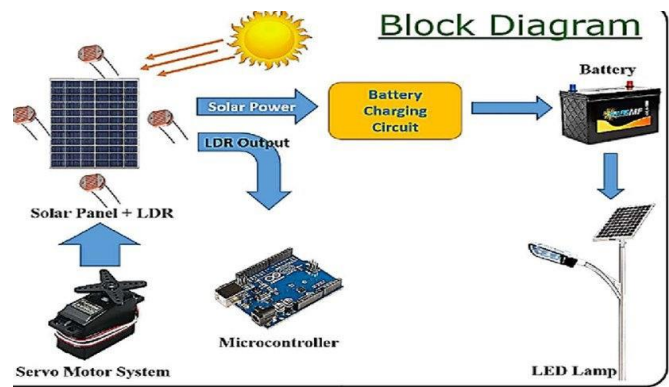 Block Diagram
Battery
Solar Power
Battery
Charging
Circuit
LDR Output
Solar Panel + LDR
Microcontroller
Servo Motor System
LED Lamp